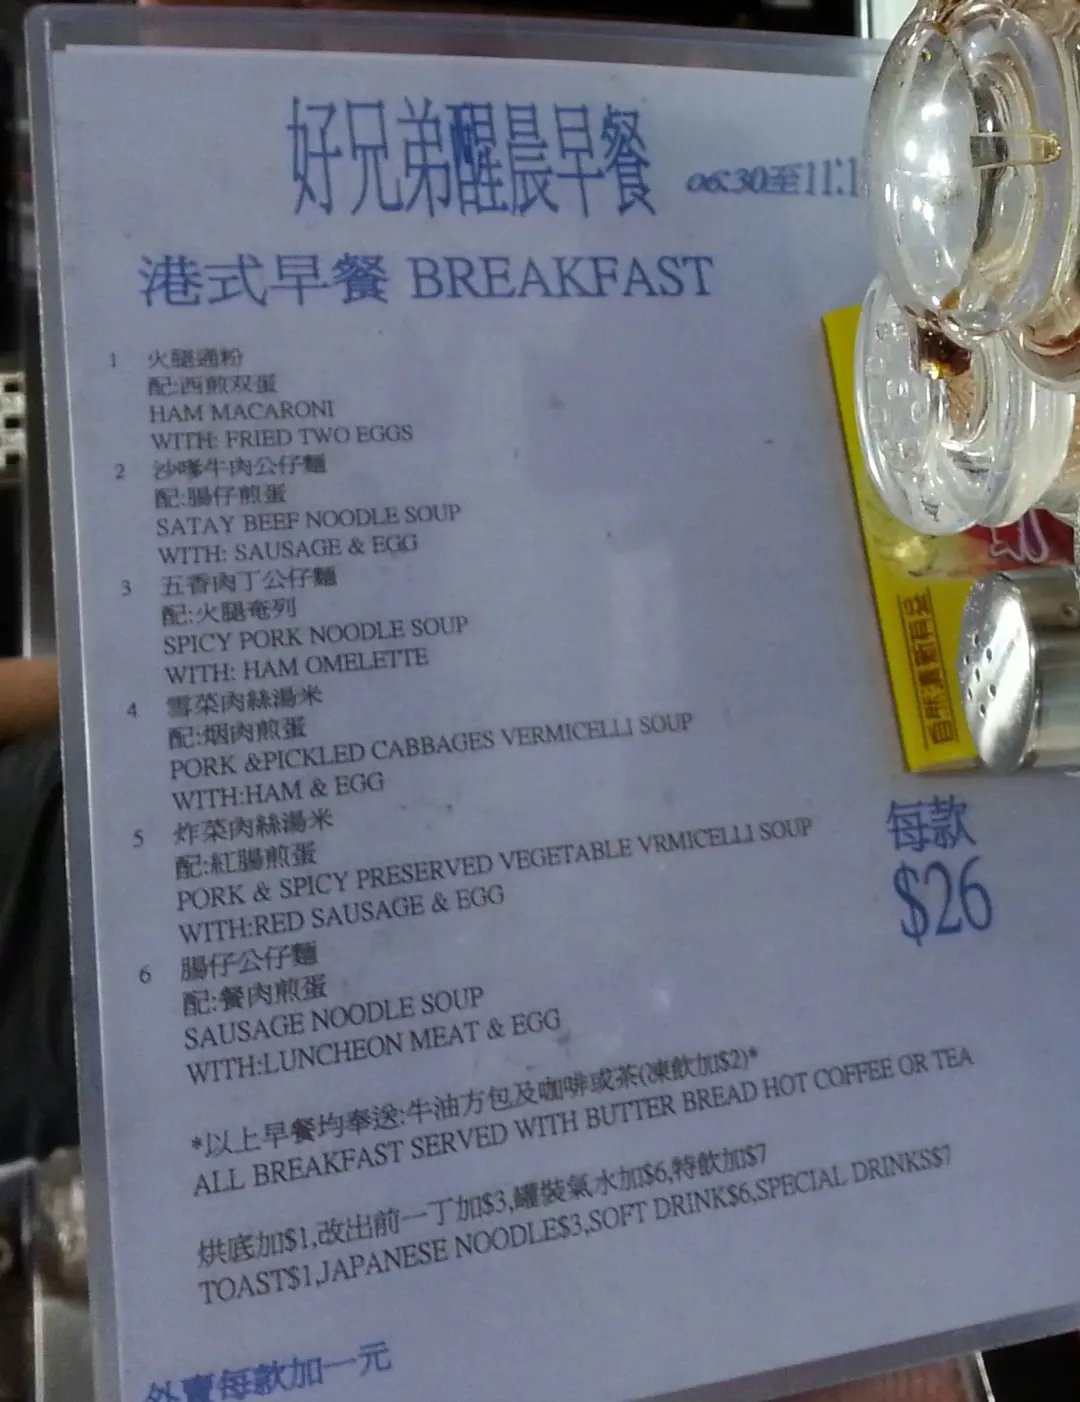 好兄弟醒晨早餐 06:30至11:1
港式早餐 BREAKFAST
1 火腿通粉
配:西煎双蛋
HAM MACARONI
WITH: FRIED TWO EGGS
2 沙嗲牛肉公仔麵
配:腸仔煎蛋
SATAY BEEF NOODLE SOUP
WITH: SAUSAGE & EGG
3 五香肉丁公仔麵
配:火腿奄列
SPICY PORK NOODLE SOUP
WITH: HAM OMELETTE
4 雪菜肉絲湯米
配:烟肉煎蛋
PORK &PICKLED CABBAGES VERMICELLI SOUP
WITH:HAM & EGG
5 炸菜肉絲湯米
配:紅腸煎蛋
PORK & SPICY PRESERVED VEGETABLE VRMICELLI SOUP
WITH:RED SAUSAGE & EGG
6 腸仔公仔麵
配:餐肉煎蛋
SAUSAGE NOODLE SOUP
WITH:LUNCHEON MEAT & EGG
每款
$26
*以上早餐均奉送:牛油方包及咖啡或茶(凍飲加$2)*
ALL BREAKFAST SERVED WITH BUTTER BREAD HOT COFFEE OR TEA
烘底加$1,改出前一丁加$3,罐裝氣水加$6,特飲加$7
TOAST$1,JAPANESE NOODLE$3,SOFT DRINK$6,SPECIAL DRINKS$7
外賣每款加一元